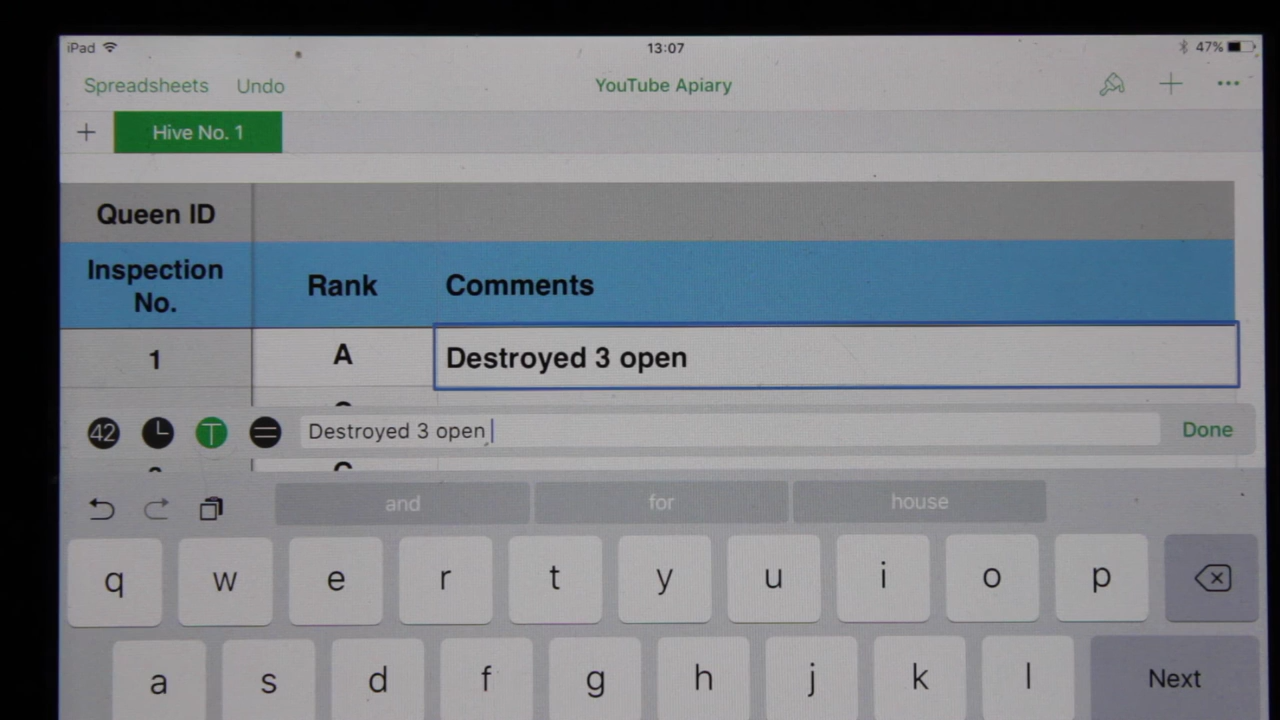 iPad 13:07 47%
Spreadsheets Undo YouTube Apiary
+ Hive No. 1
Queen ID
Inspection No. Rank Comments
1 A Destroyed 3 open
42 T = Destroyed 3 open Done
and for house
q w e r t y u i o p
a s d f g h j k l Next